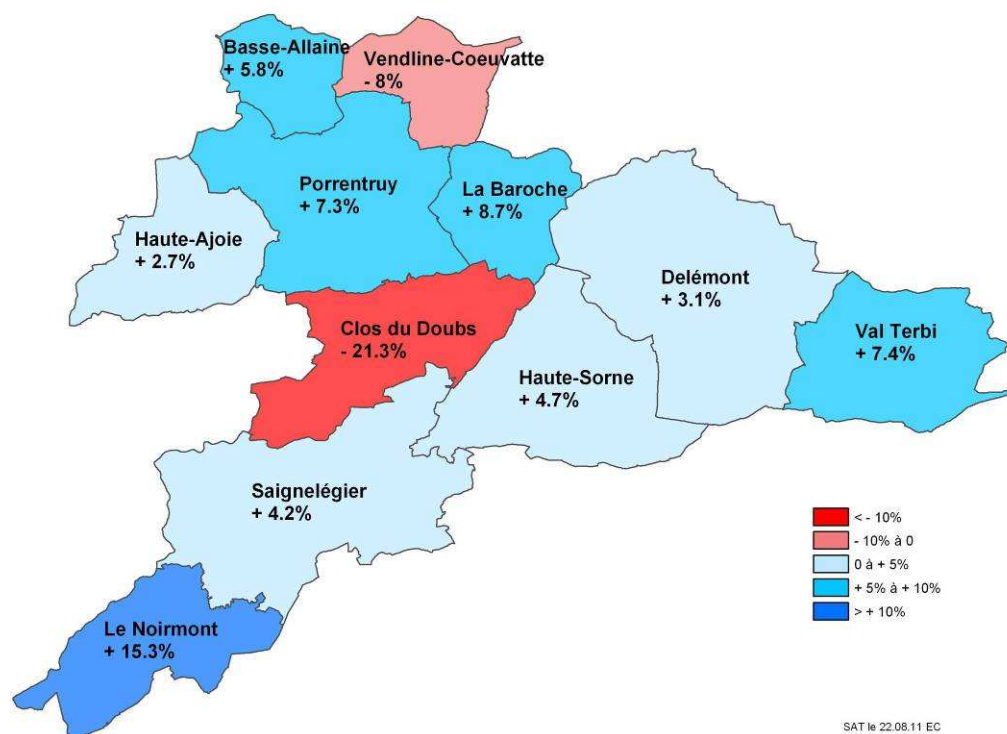 Basse-Allaine
+ 5.8%
Vendline-Coeuvatte
- 8%
Porrentruy
+ 7.3%
La Baroche
+ 8.7%
Haute-Ajoie
+ 2.7%
Delémont
+ 3.1%
Clos du Doubs
- 21.3%
Val Terbi
+ 7.4%
Haute-Sorne
+ 4.7%
Saignelégier
+ 4.2%
Le Noirmont
+ 15.3%
< - 10%
- 10% à 0
0 à + 5%
+ 5% à + 10%
> + 10%
SAT le 22.08.11 EC